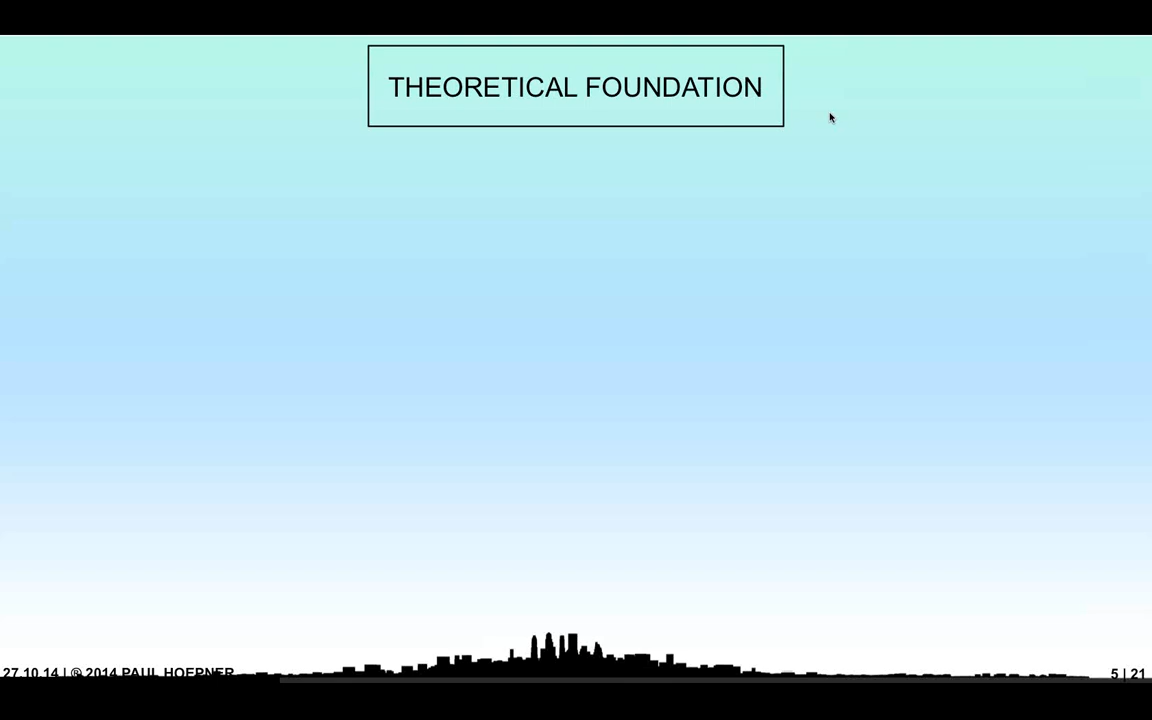 THEORETICAL FOUNDATION
27.10.14 | © 2014 PAUL HOEPNER
5 | 21